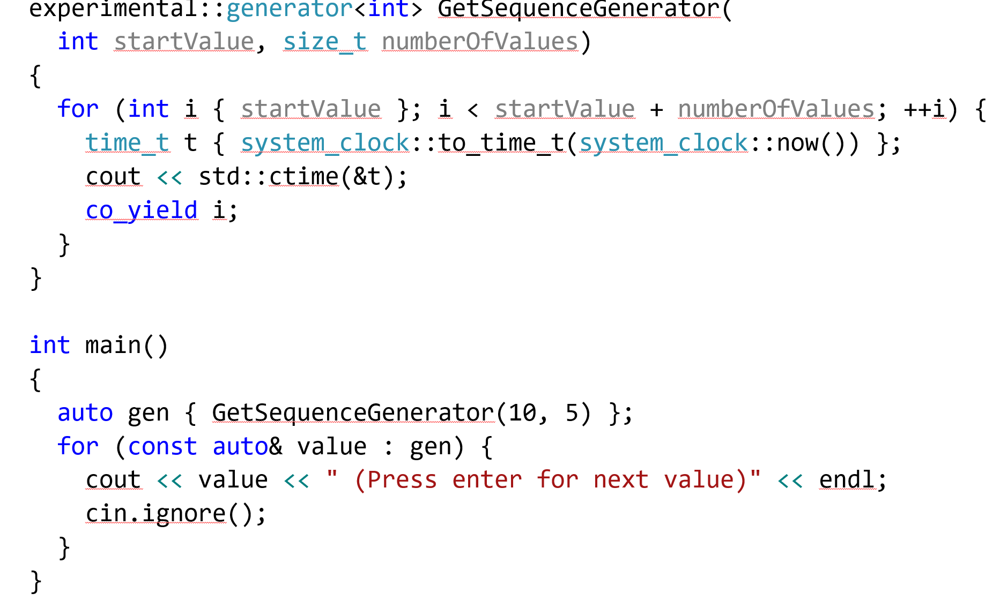 experimental::generator<int> GetSequenceGenerator(
  int startValue, size_t numberOfValues)
{
  for (int i { startValue }; i < startValue + numberOfValues; ++i) {
    time_t t { system_clock::to_time_t(system_clock::now()) };
    cout << std::ctime(&t);
    co_yield i;
  }
}

int main()
{
  auto gen { GetSequenceGenerator(10, 5) };
  for (const auto& value : gen) {
    cout << value << " (Press enter for next value)" << endl;
    cin.ignore();
  }
}